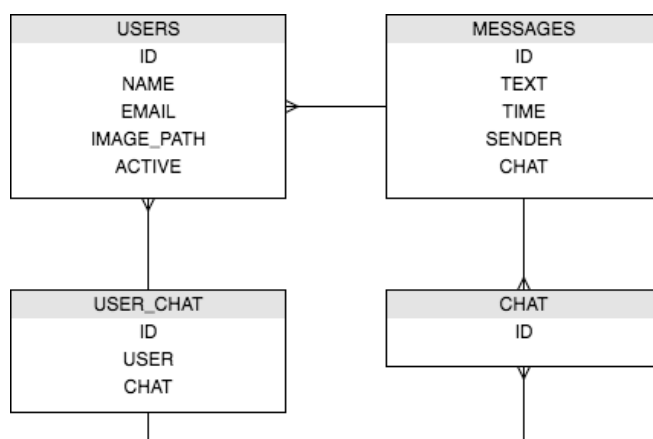 USERS
ID
NAME
EMAIL
IMAGE_PATH
ACTIVE
MESSAGES
ID
TEXT
TIME
SENDER
CHAT
USER_CHAT
ID
USER
CHAT
CHAT
ID